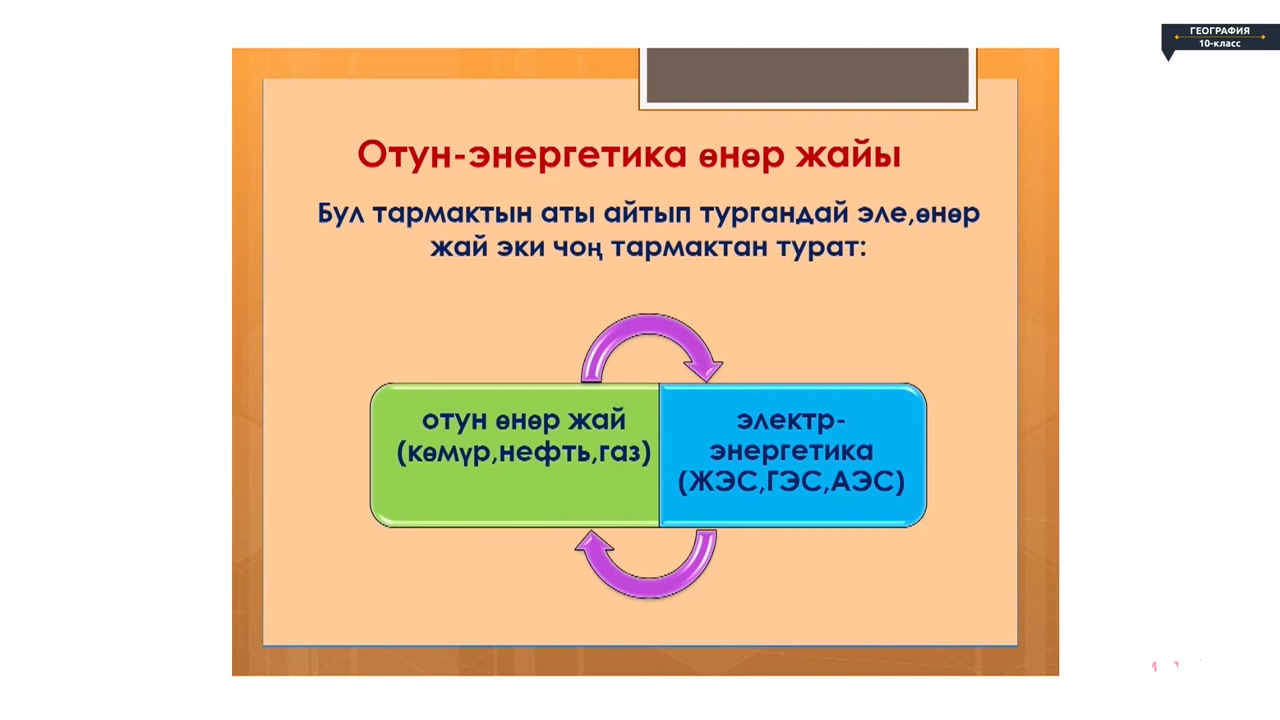 ГЕОГРАФИЯ
10-класс
Отун-энергетика өнөр жайы
Бул тармактын аты айтып тургандай эле,өнөр
жай эки чоң тармактан турат:
отун өнөр жай
(көмүр,нефть,газ)
электр-
энергетика
(ЖЭС,ГЭС,АЭС)